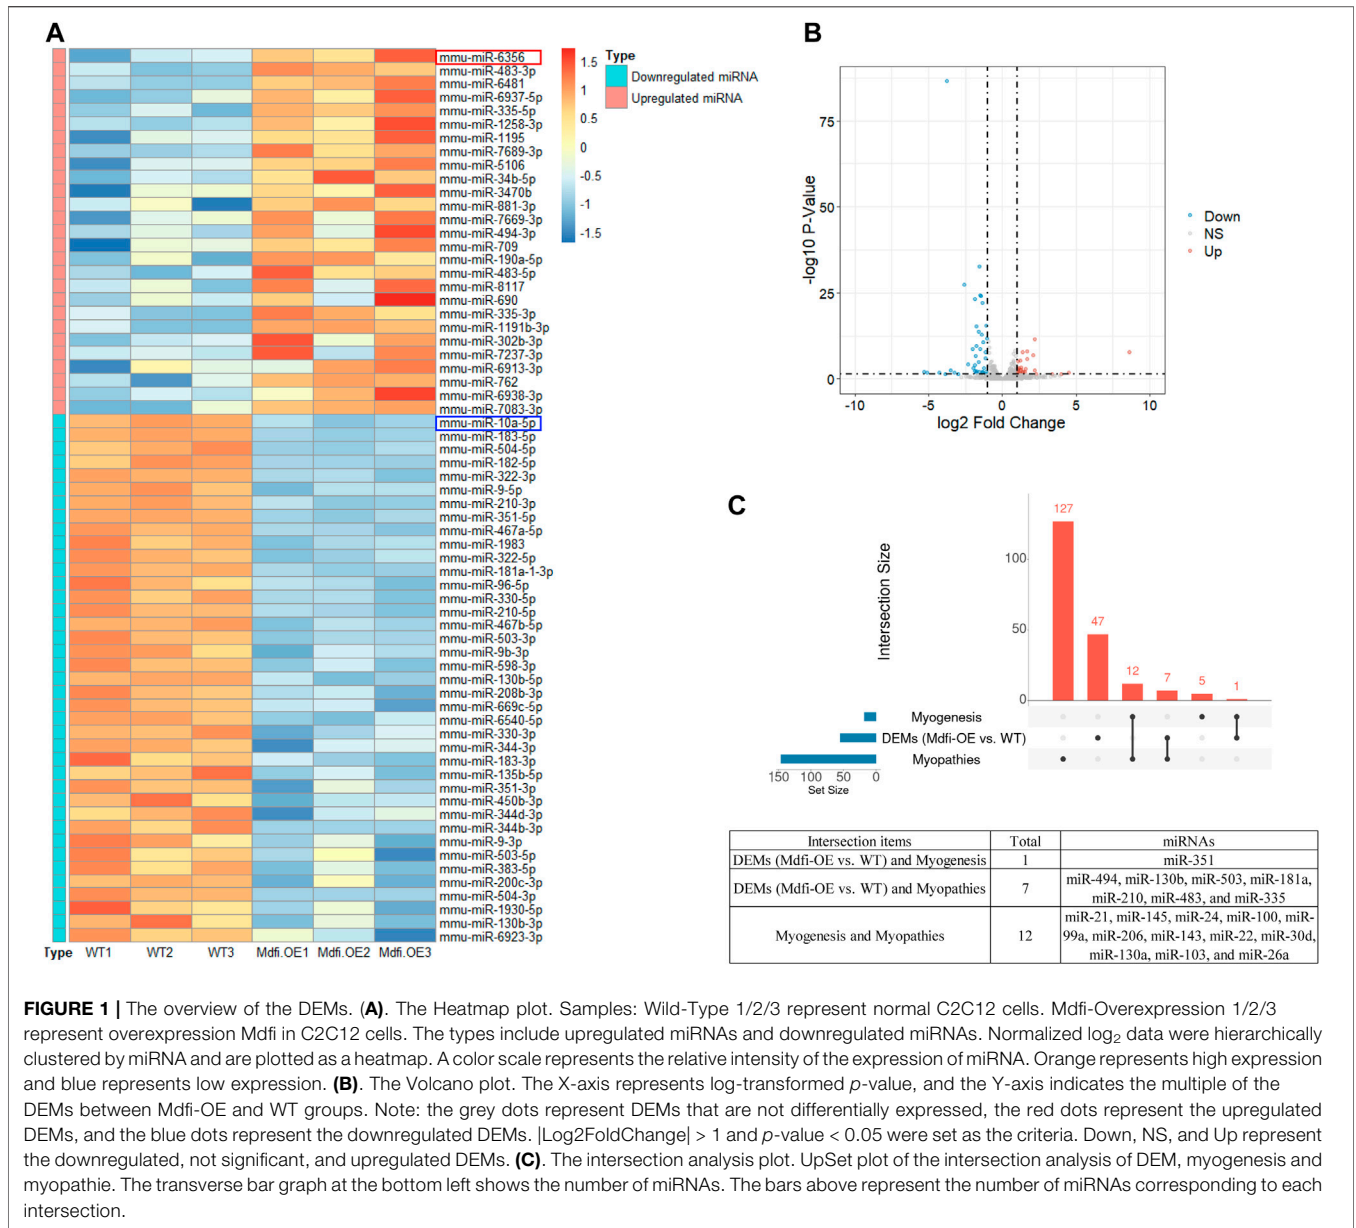 A
mmu-miR-6356
mmu-miR-483-3p
mmu-miR-6481
mmu-miR-6937-5p
mmu-miR-335-5p
mmu-miR-1258-3p
mmu-miR-1195
mmu-miR-7689-3p
mmu-miR-5106
mmu-miR-34b-5p
mmu-miR-3470b
mmu-miR-881-3p
mmu-miR-7669-3p
mmu-miR-494-3p
mmu-miR-709
mmu-miR-190a-5p
mmu-miR-483-5p
mmu-miR-8117
mmu-miR-690
mmu-miR-335-3p
mmu-miR-1191b-3p
mmu-miR-302b-3p
mmu-miR-7237-3p
mmu-miR-6913-3p
mmu-miR-762
mmu-miR-6938-3p
mmu-miR-7083-3p
mmu-miR-10a-5p
mmu-miR-183-5p
mmu-miR-504-5p
mmu-miR-182-5p
mmu-miR-322-3p
mmu-miR-9-5p
mmu-miR-210-3p
mmu-miR-351-5p
mmu-miR-467a-5p
mmu-miR-1983
mmu-miR-322-5p
mmu-miR-181a-1-3p
mmu-miR-96-5p
mmu-miR-330-5p
mmu-miR-210-5p
mmu-miR-467b-5p
mmu-miR-503-3p
mmu-miR-9b-3p
mmu-miR-598-3p
mmu-miR-130b-5p
mmu-miR-208b-3p
mmu-miR-669c-5p
mmu-miR-6540-5p
mmu-miR-330-3p
mmu-miR-344-3p
mmu-miR-183-3p
mmu-miR-135b-5p
mmu-miR-351-3p
mmu-miR-450b-3p
mmu-miR-344d-3p
mmu-miR-344b-3p
mmu-miR-9-3p
mmu-miR-503-5p
mmu-miR-383-5p
mmu-miR-200c-3p
mmu-miR-504-3p
mmu-miR-1930-5p
mmu-miR-130b-3p
mmu-miR-6923-3p
Type WT1 WT2 WT3 Mdfi.OE1 Mdfi.OE2 Mdfi.OE3
1.5
1
0.5
0
-0.5
-1
-1.5
Type
Downregulated miRNA
Upregulated miRNA
B
-log10 P-Value
75
50
25
0
-10 -5 0 5 10
log2 Fold Change
Down
NS
Up
C
Intersection Size
127
47
12
7
5
1
100
50
0
Myogenesis
DEMs (Mdfi-OE vs. WT)
Myopathies
150 100 50 0
Set Size
Intersection items Total miRNAs
DEMs (Mdfi-OE vs. WT) and Myogenesis 1 miR-351
DEMs (Mdfi-OE vs. WT) and Myopathies 7 miR-494, miR-130b, miR-503, miR-181a,
miR-210, miR-483, and miR-335
Myogenesis and Myopathies 12 miR-21, miR-145, miR-24, miR-100, miR-
99a, miR-206, miR-143, miR-22, miR-30d,
miR-130a, miR-103, and miR-26a
FIGURE 1 | The overview of the DEMs. (A). The Heatmap plot. Samples: Wild-Type 1/2/3 represent normal C2C12 cells. Mdfi-Overexpression 1/2/3
represent overexpression Mdfi in C2C12 cells. The types include upregulated miRNAs and downregulated miRNAs. Normalized log2 data were hierarchically
clustered by miRNA and are plotted as a heatmap. A color scale represents the relative intensity of the expression of miRNA. Orange represents high expression
and blue represents low expression. (B). The Volcano plot. The X-axis represents log-transformed p-value, and the Y-axis indicates the multiple of the
DEMs between Mdfi-OE and WT groups. Note: the grey dots represent DEMs that are not differentially expressed, the red dots represent the upregulated
DEMs, and the blue dots represent the downregulated DEMs. |Log2FoldChange| > 1 and p-value < 0.05 were set as the criteria. Down, NS, and Up represent
the downregulated, not significant, and upregulated DEMs. (C). The intersection analysis plot. UpSet plot of the intersection analysis of DEM, myogenesis and
myopathie. The transverse bar graph at the bottom left shows the number of miRNAs. The bars above represent the number of miRNAs corresponding to each
intersection.